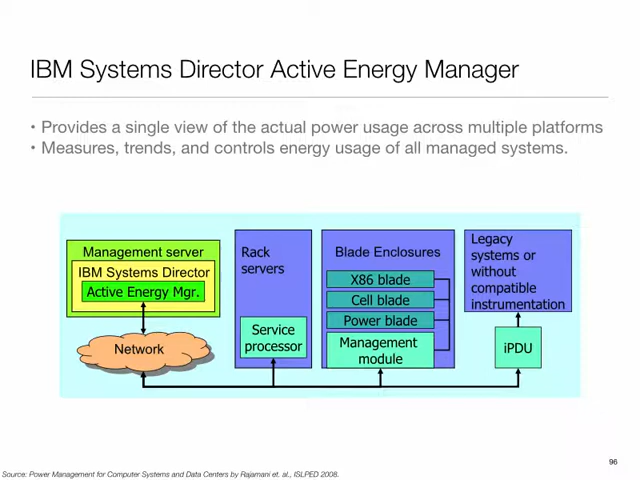 IBM Systems Director Active Energy Manager
• Provides a single view of the actual power usage across multiple platforms
• Measures, trends, and controls energy usage of all managed systems.
Management server
IBM Systems Director
Active Energy Mgr.
Network
Rack
servers
Service
processor
Blade Enclosures
X86 blade
Cell blade
Power blade
Management
module
Legacy
systems or
without
compatible
instrumentation
iPDU
96
Source: Power Management for Computer Systems and Data Centers by Rajamani et. al., ISLPED 2008.